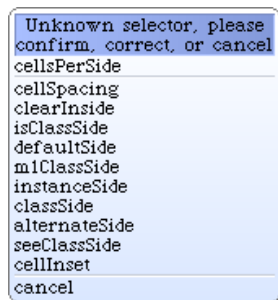 Unknown selector, please
confirm, correct, or cancel
cellsPerSide
cellSpacing
clearInside
isClassSide
defaultSide
m1ClassSide
instanceSide
classSide
alternateSide
seeClassSide
cellInset
cancel